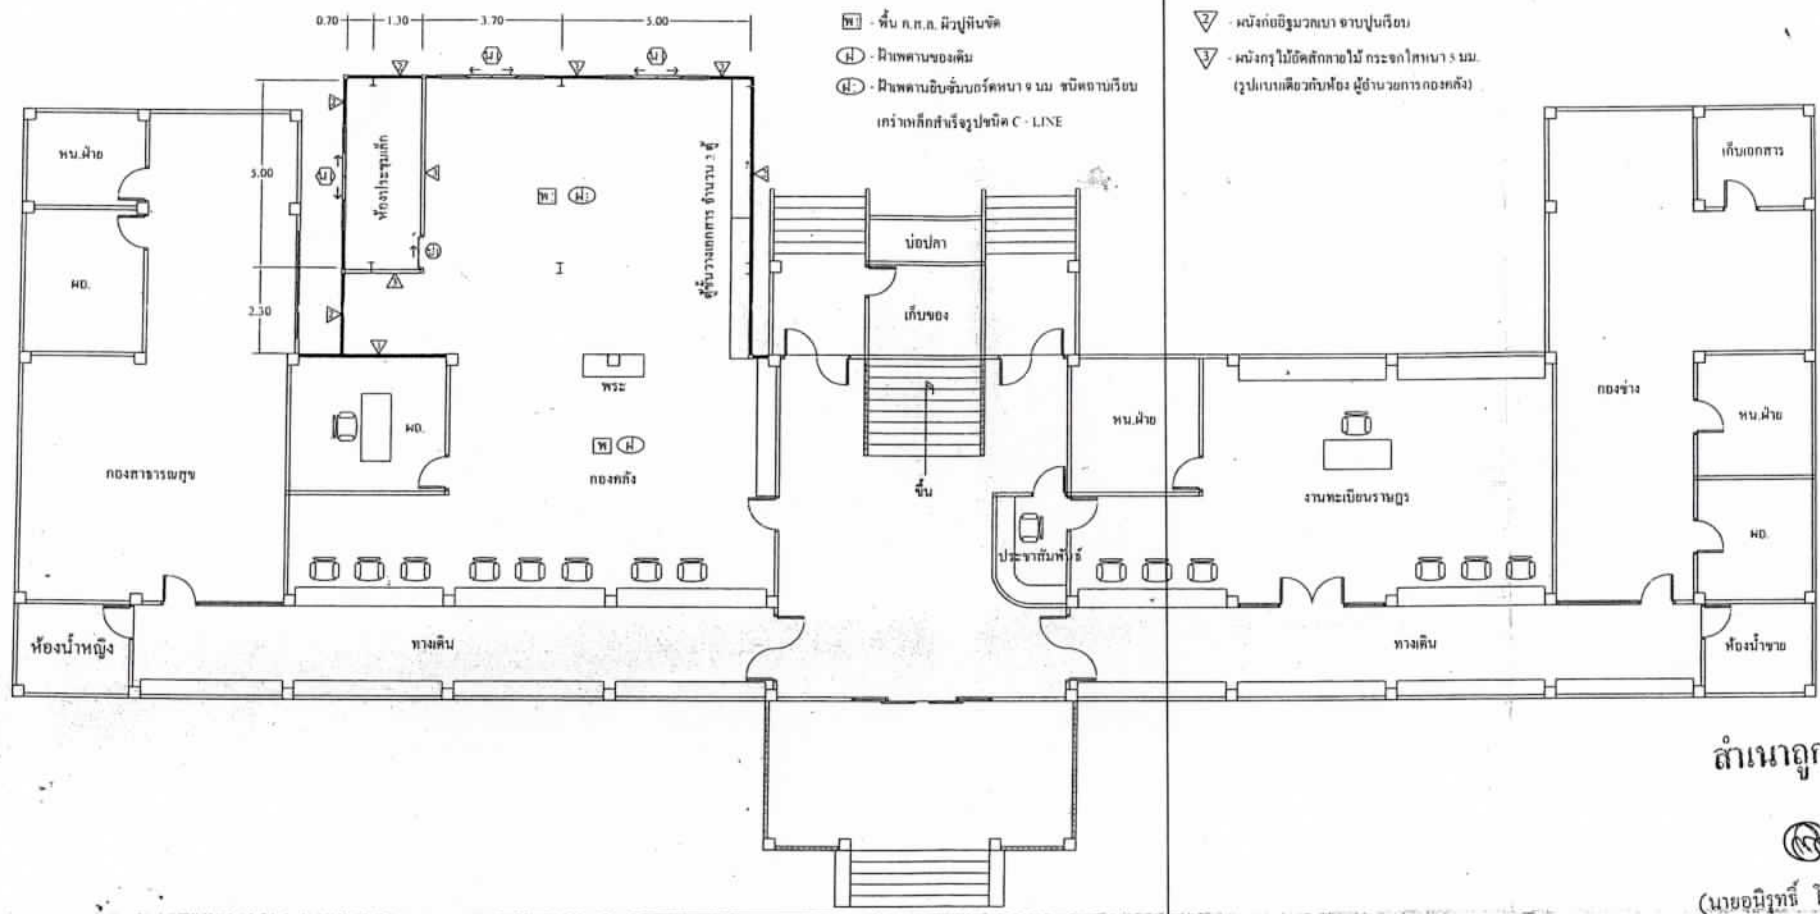 0.70 1.30 3.70 5.00
พ1 - พื้น ค.ส.ล. ผิวปูหินขัด
ฝ - ฝ้าเพดานของเดิม
ฝ1 - ฝ้าเพดานยิบซั่มบอร์ดหนา 9 มม ชนิดฉาบเรียบ
เคร่าเหล็กสำเร็จรูปชนิด C - LINE
2 - ผนังก่ออิฐมวลเบา ฉาบปูนเรียบ
3 - ผนังกรุไม้อัดสักลายไม้ กระจกใสหนา 5 มม.
(รูปแบบเดียวกับห้อง ผู้อำนวยการกองคลัง)
หน.ฝ่าย
ผอ.
5.00
2.50
ห้องประชุมเล็ก
พ1 ฝ1
ตู้ชั้นวางเอกสาร จำนวน 2 ตู้
บ่อปลา
เก็บของ
เก็บเอกสาร
พระ
ผอ.
พ ฝ
กองคลัง
กองสาธารณสุข
ขึ้น
ประชาสัมพันธ์
หน.ฝ่าย
งานทะเบียนราษฎร
กองช่าง
หน.ฝ่าย
ผอ.
ห้องน้ำหญิง
ทางเดิน
ทางเดิน
ห้องน้ำชาย
สำเนาถูก
(นายอนิรุทธิ์